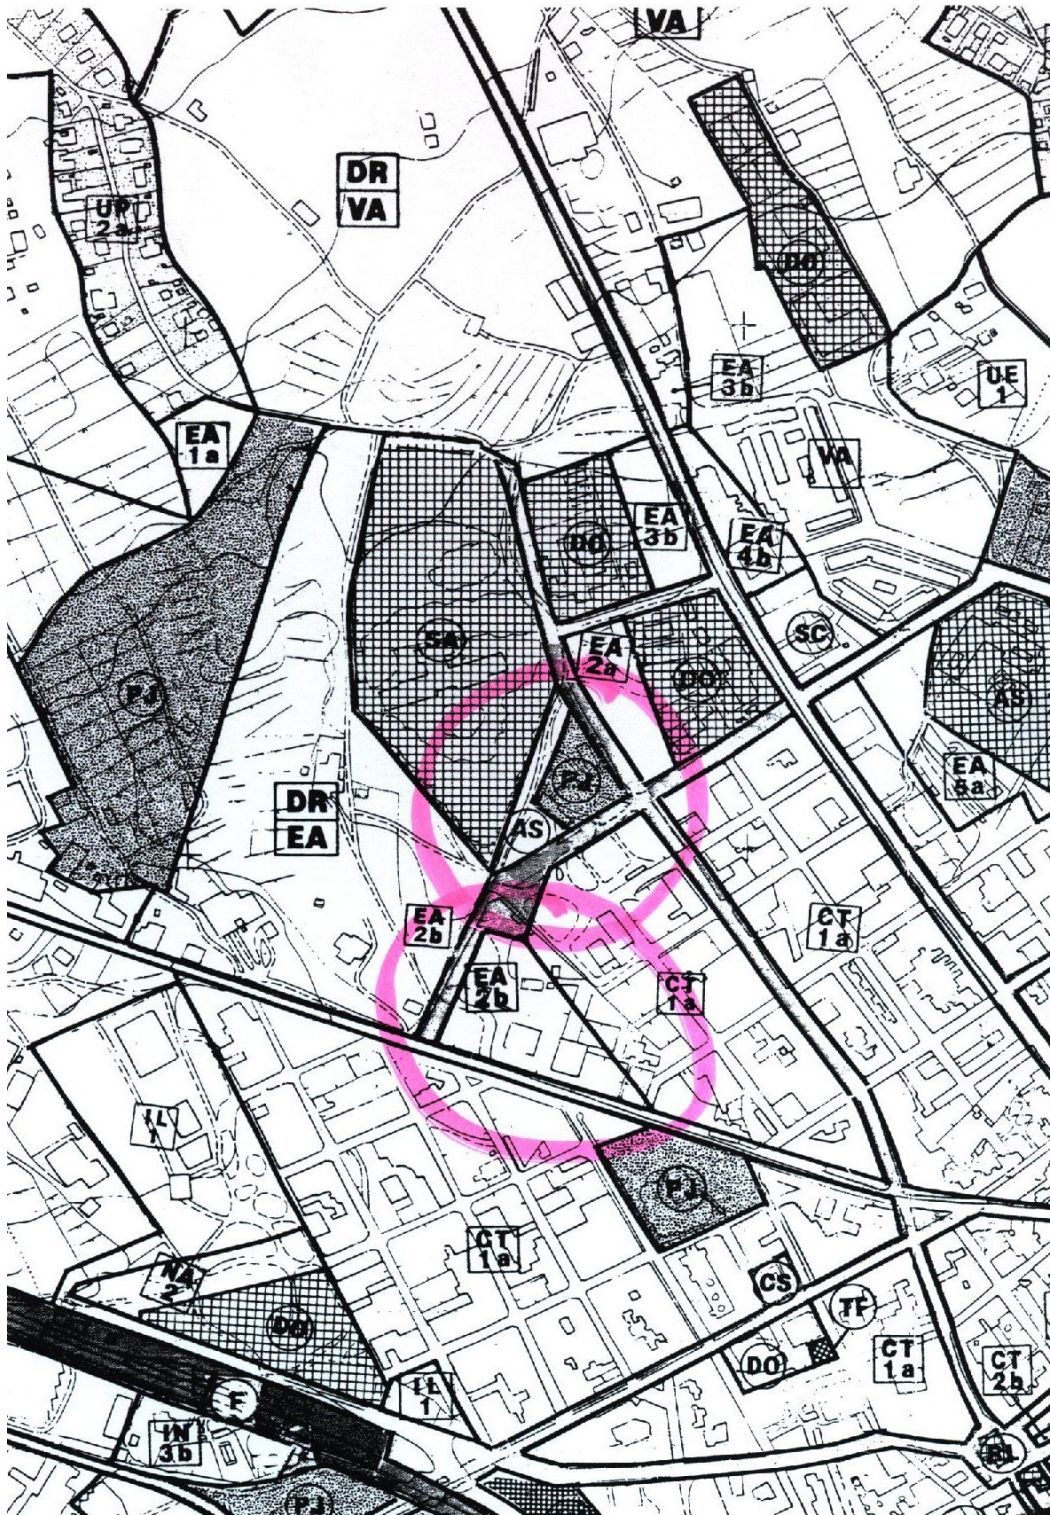 VA
DR
VA
UP
2a
DO
EA
3b
UE
1
EA
1a
VA
DO
EA
3b
EA
4b
SA
EA
2a
SC
DO
PJ
AS
PJ
EA
5a
DR
EA
AS
EA
2b
CT
1a
EA
2b
CT
1a
IL
1
PJ
CT
1a
NA
2
CS
TF
DO
DO
CT
1a
CT
2b
IL
1
F
IN
3b
PJ